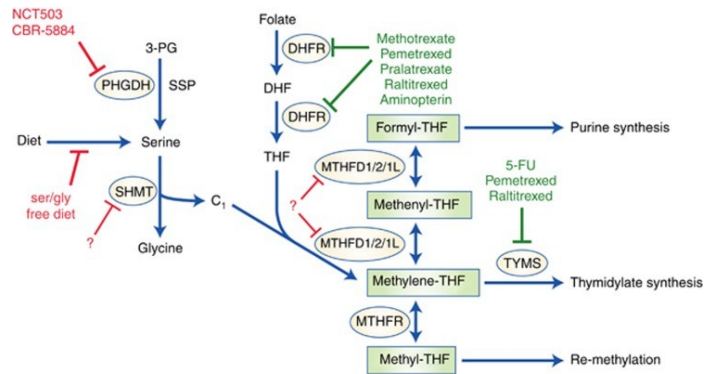 NCT503
CBR-5884
3-PG
PHGDH
SSP
Diet
Serine
ser/gly
free diet
SHMT
?
C1
Glycine
Folate
DHFR
DHF
DHFR
THF
Methotrexate
Pemetrexed
Pralatrexate
Raltitrexed
Aminopterin
Formyl-THF
Purine synthesis
MTHFD1/2/1L
?
Methenyl-THF
MTHFD1/2/1L
5-FU
Pemetrexed
Raltitrexed
TYMS
Methylene-THF
Thymidylate synthesis
MTHFR
Methyl-THF
Re-methylation